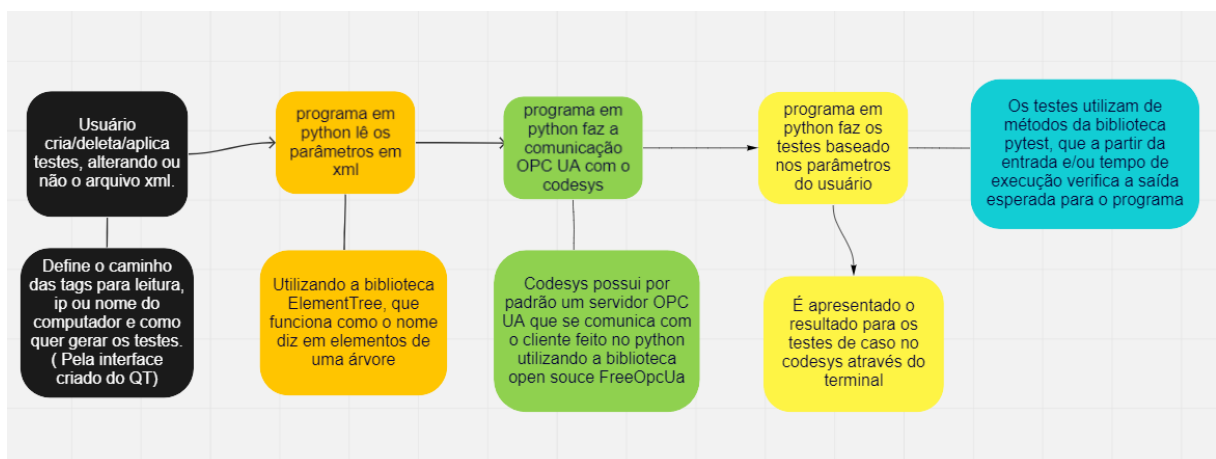 Usuário
cria/deleta/aplica
testes, alterando ou
não o arquivo xml.
programa em
python lê os
parâmetros em
xml
programa em
python faz a
comunicação
OPC UA com o
codesys
programa em
python faz os
testes baseado
nos parâmetros
do usuário
Os testes utilizam de
métodos da biblioteca
pytest, que a partir da
entrada e/ou tempo de
execução verifica a saída
esperada para o programa
Define o caminho
das tags para leitura,
ip ou nome do
computador e como
quer gerar os testes.
( Pela interface
criado do QT)
Utilizando a biblioteca
ElementTree, que
funciona como o nome
diz em elementos de
uma árvore
Codesys possui por
padrão um servidor OPC
UA que se comunica com
o cliente feito no python
utilizando a biblioteca
open souce FreeOpcUa
É apresentado o
resultado para os
testes de caso no
codesys através do
terminal